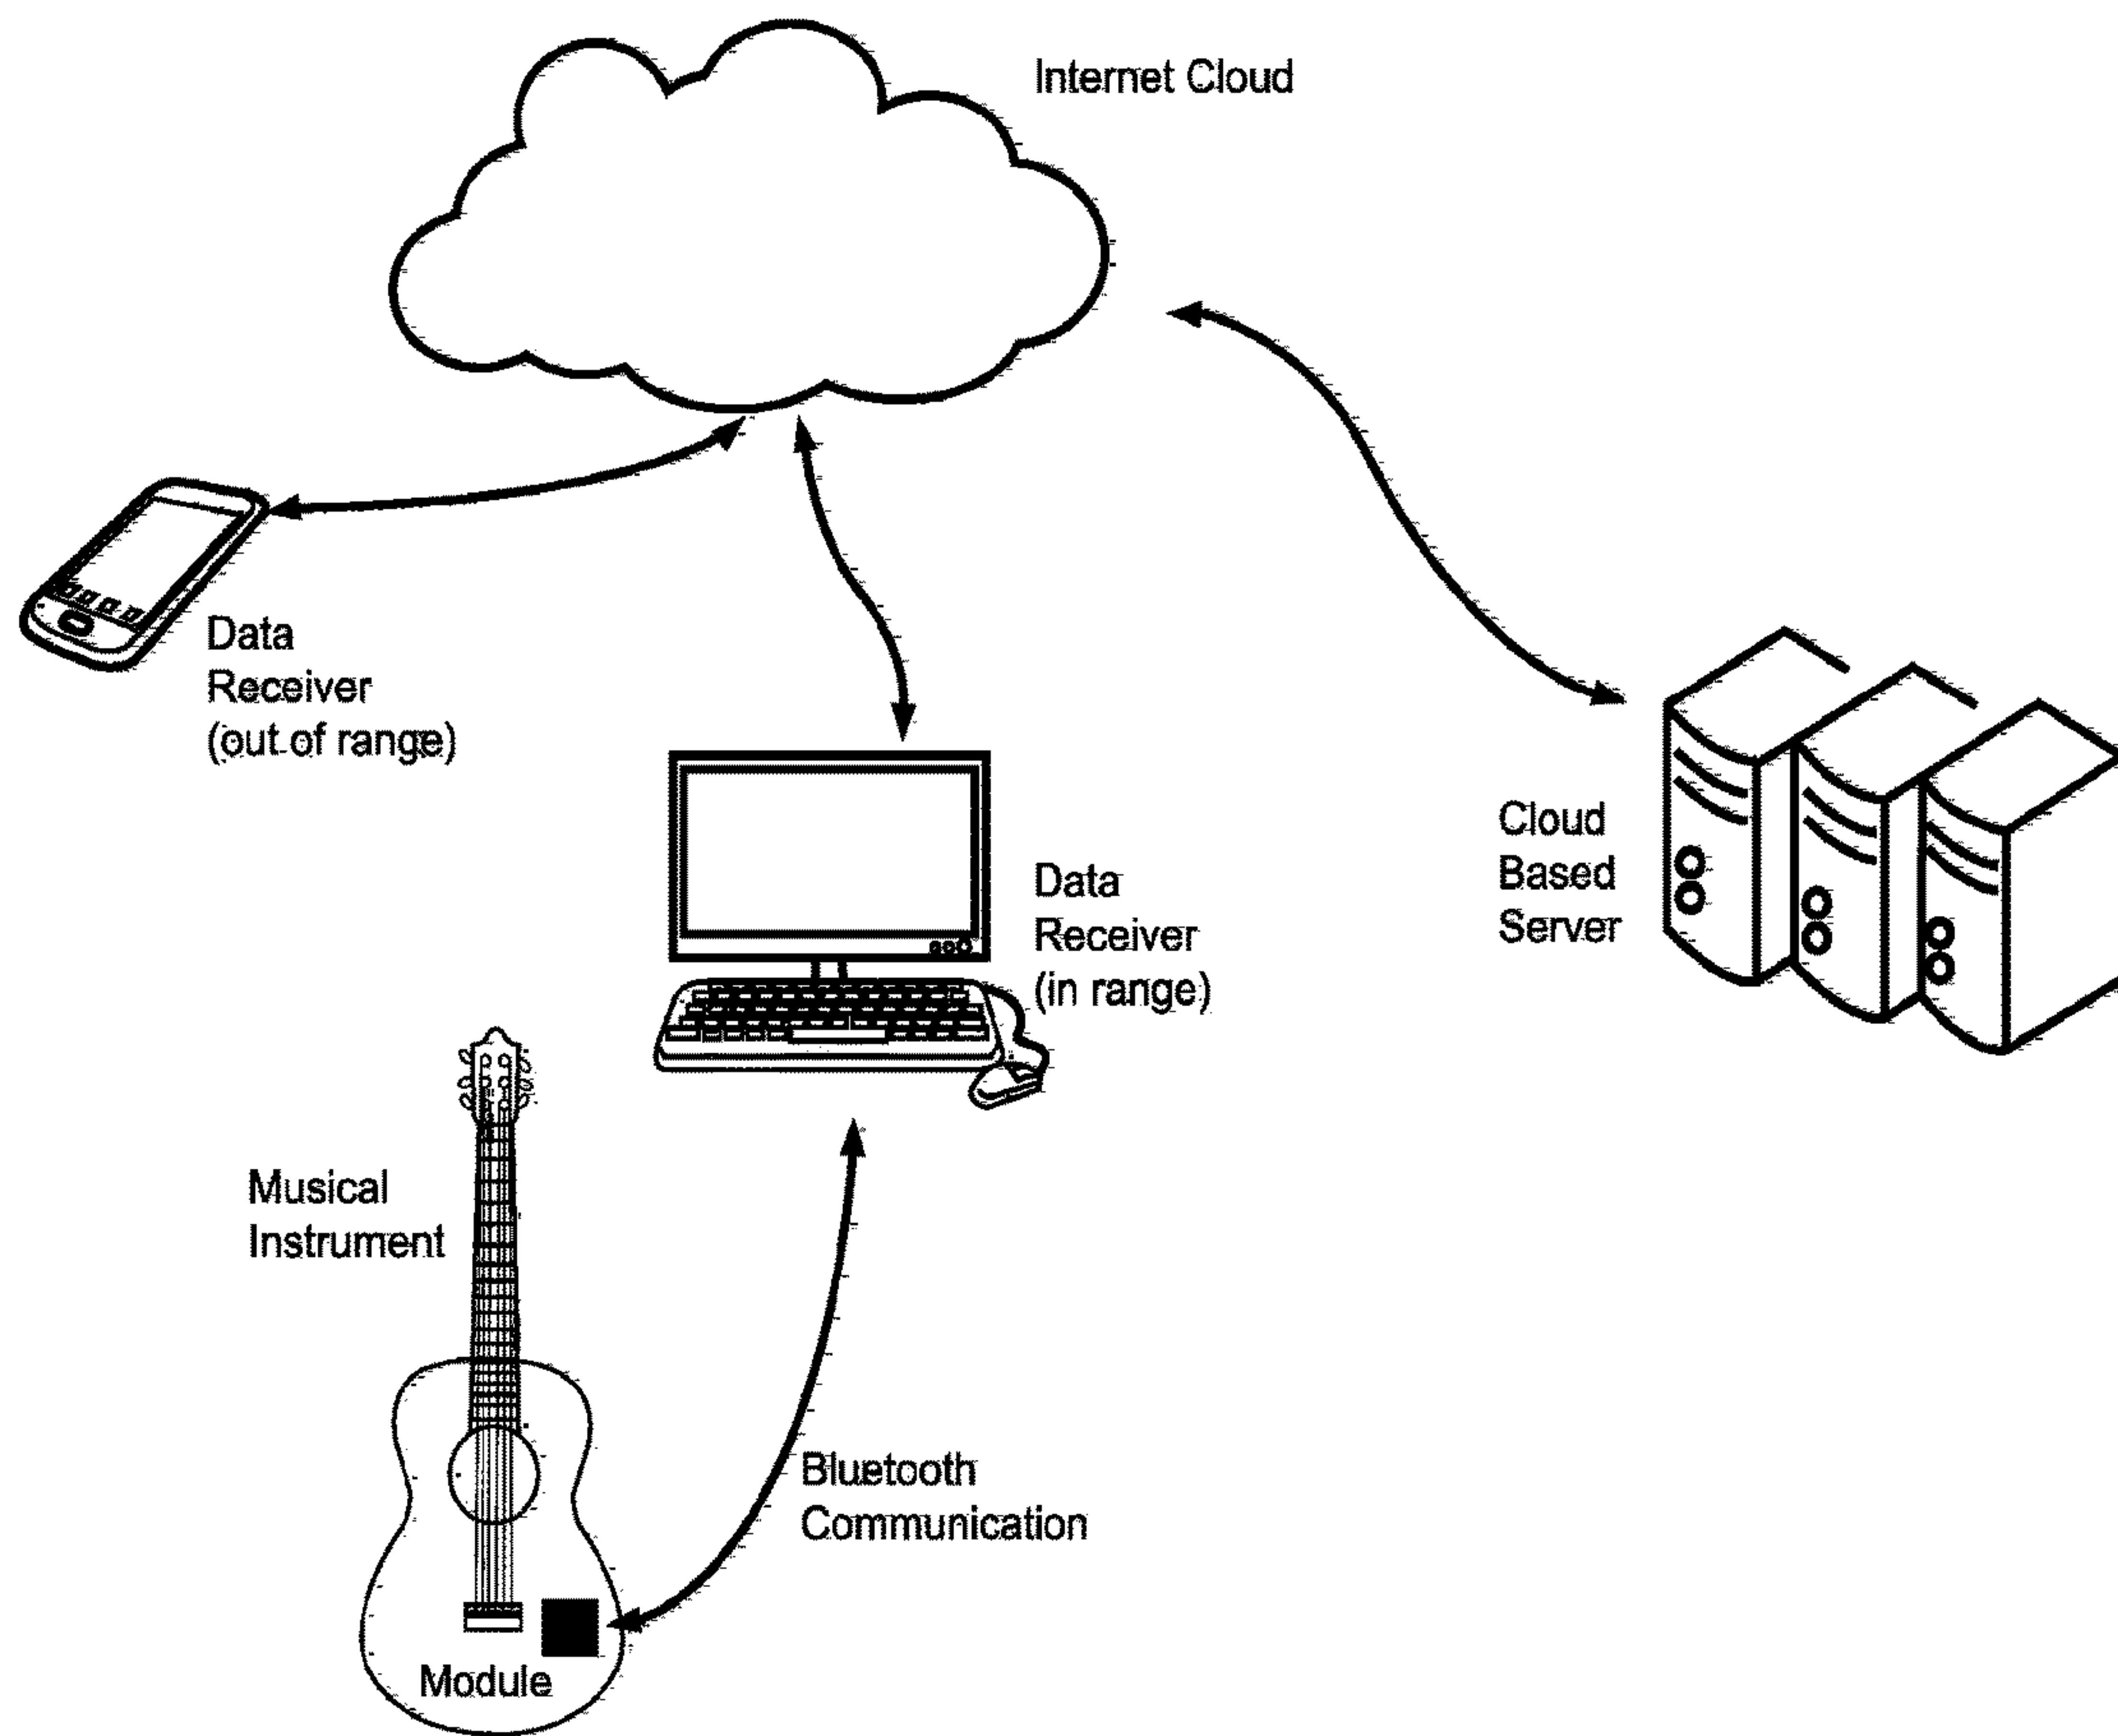 Internet Cloud
Data
Receiver
(out of range)
Data
Receiver
(in range)
Cloud
Based
Server
Musical
Instrument
Bluetooth
Communication
Module